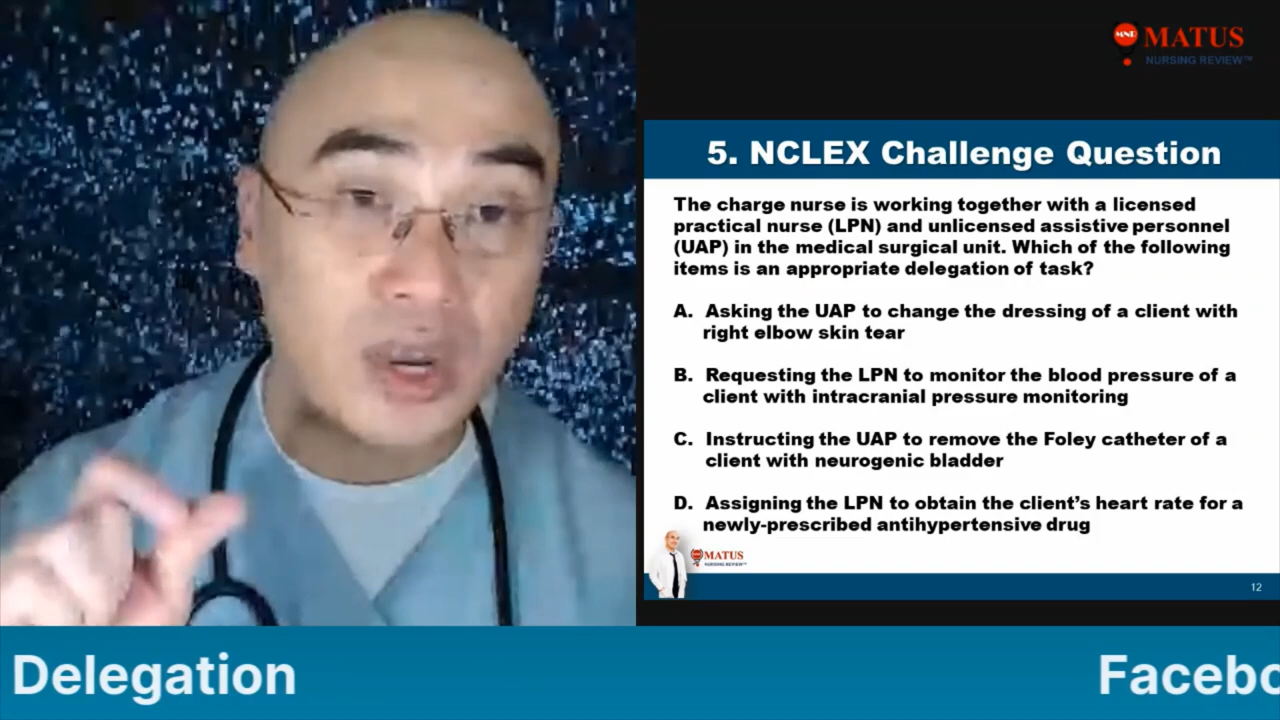 MNR MATUS
NURSING REVIEW™
5. NCLEX Challenge Question
The charge nurse is working together with a licensed
practical nurse (LPN) and unlicensed assistive personnel
(UAP) in the medical surgical unit. Which of the following
items is an appropriate delegation of task?
A. Asking the UAP to change the dressing of a client with
right elbow skin tear
B. Requesting the LPN to monitor the blood pressure of a
client with intracranial pressure monitoring
C. Instructing the UAP to remove the Foley catheter of a
client with neurogenic bladder
D. Assigning the LPN to obtain the client’s heart rate for a
newly-prescribed antihypertensive drug
MATUS
NURSING REVIEW™
12
Delegation
Facebo